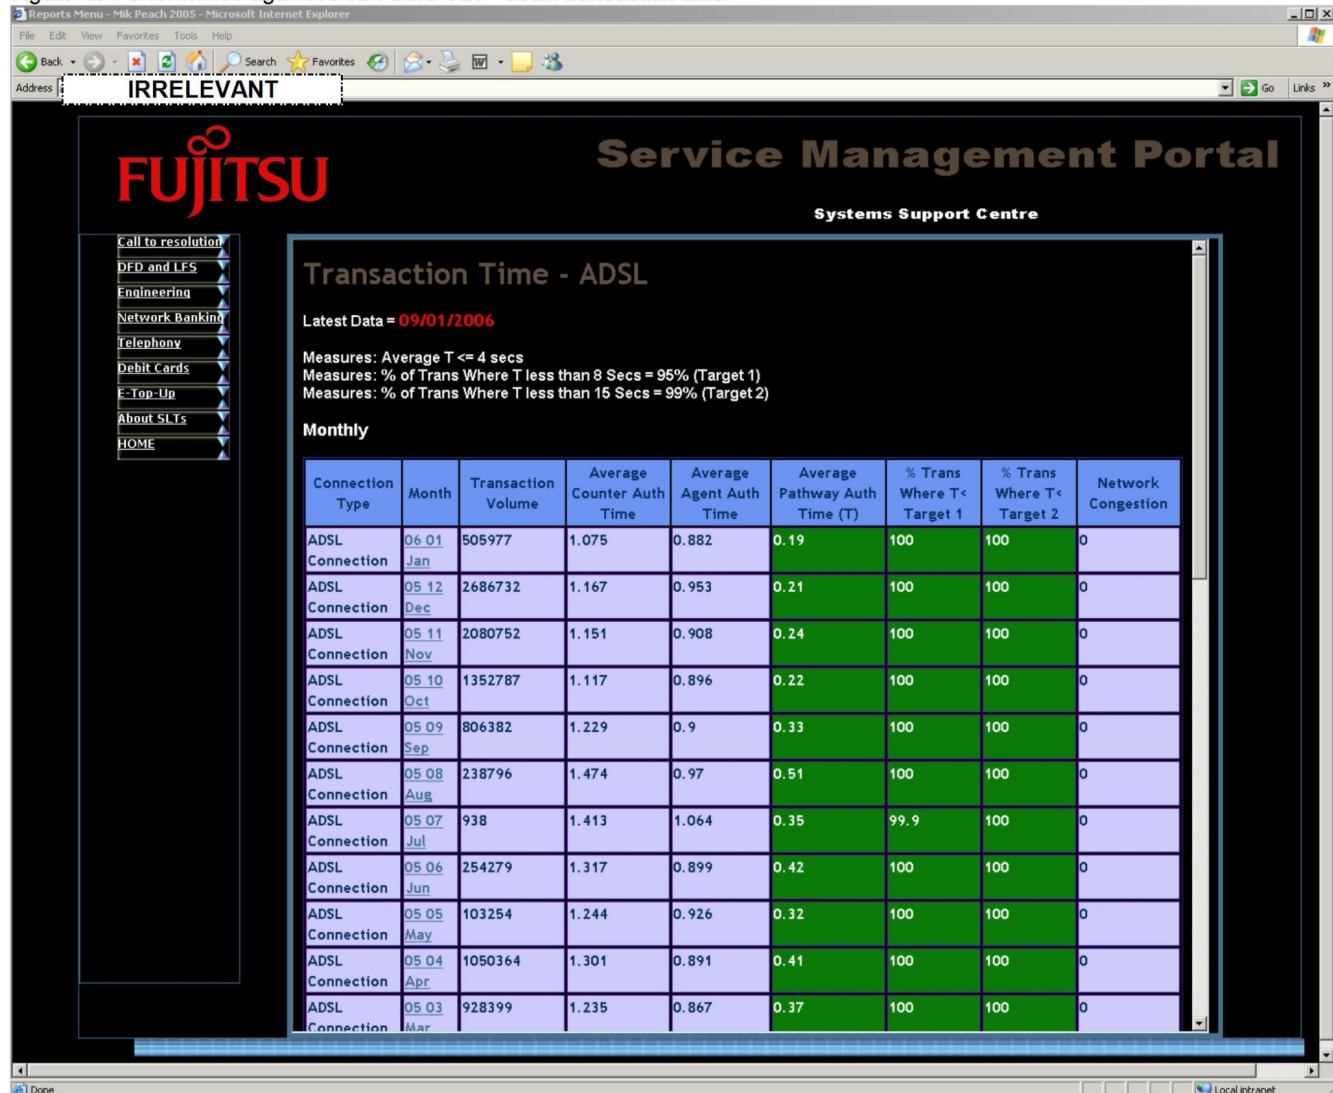 Reports Menu - Mik Peach 2005 - Microsoft Internet Explorer
File Edit View Favorites Tools Help
Back Search Favorites
Address IRRELEVANT Go Links »
FUJITSU
Service Management Portal
Systems Support Centre
Call to resolution
DFD and LFS
Engineering
Network Banking
Telephony
Debit Cards
E-Top-Up
About SLTs
HOME
Transaction Time - ADSL
Latest Data = 09/01/2006
Measures: Average T <= 4 secs
Measures: % of Trans Where T less than 8 Secs = 95% (Target 1)
Measures: % of Trans Where T less than 15 Secs = 99% (Target 2)
Monthly
Connection Type Month Transaction Volume Average Counter Auth Time Average Agent Auth Time Average Pathway Auth Time (T) % Trans Where T< Target 1 % Trans Where T< Target 2 Network Congestion
ADSL Connection 06 01 Jan 505977 1.075 0.882 0.19 100 100 0
ADSL Connection 05 12 Dec 2686732 1.167 0.953 0.21 100 100 0
ADSL Connection 05 11 Nov 2080752 1.151 0.908 0.24 100 100 0
ADSL Connection 05 10 Oct 1352787 1.117 0.896 0.22 100 100 0
ADSL Connection 05 09 Sep 806382 1.229 0.9 0.33 100 100 0
ADSL Connection 05 08 Aug 238796 1.474 0.97 0.51 100 100 0
ADSL Connection 05 07 Jul 938 1.413 1.064 0.35 99.9 100 0
ADSL Connection 05 06 Jun 254279 1.317 0.899 0.42 100 100 0
ADSL Connection 05 05 May 103254 1.244 0.926 0.32 100 100 0
ADSL Connection 05 04 Apr 1050364 1.301 0.891 0.41 100 100 0
ADSL Connection 05 03 Mar 928399 1.235 0.867 0.37 100 100 0
Done Local intranet